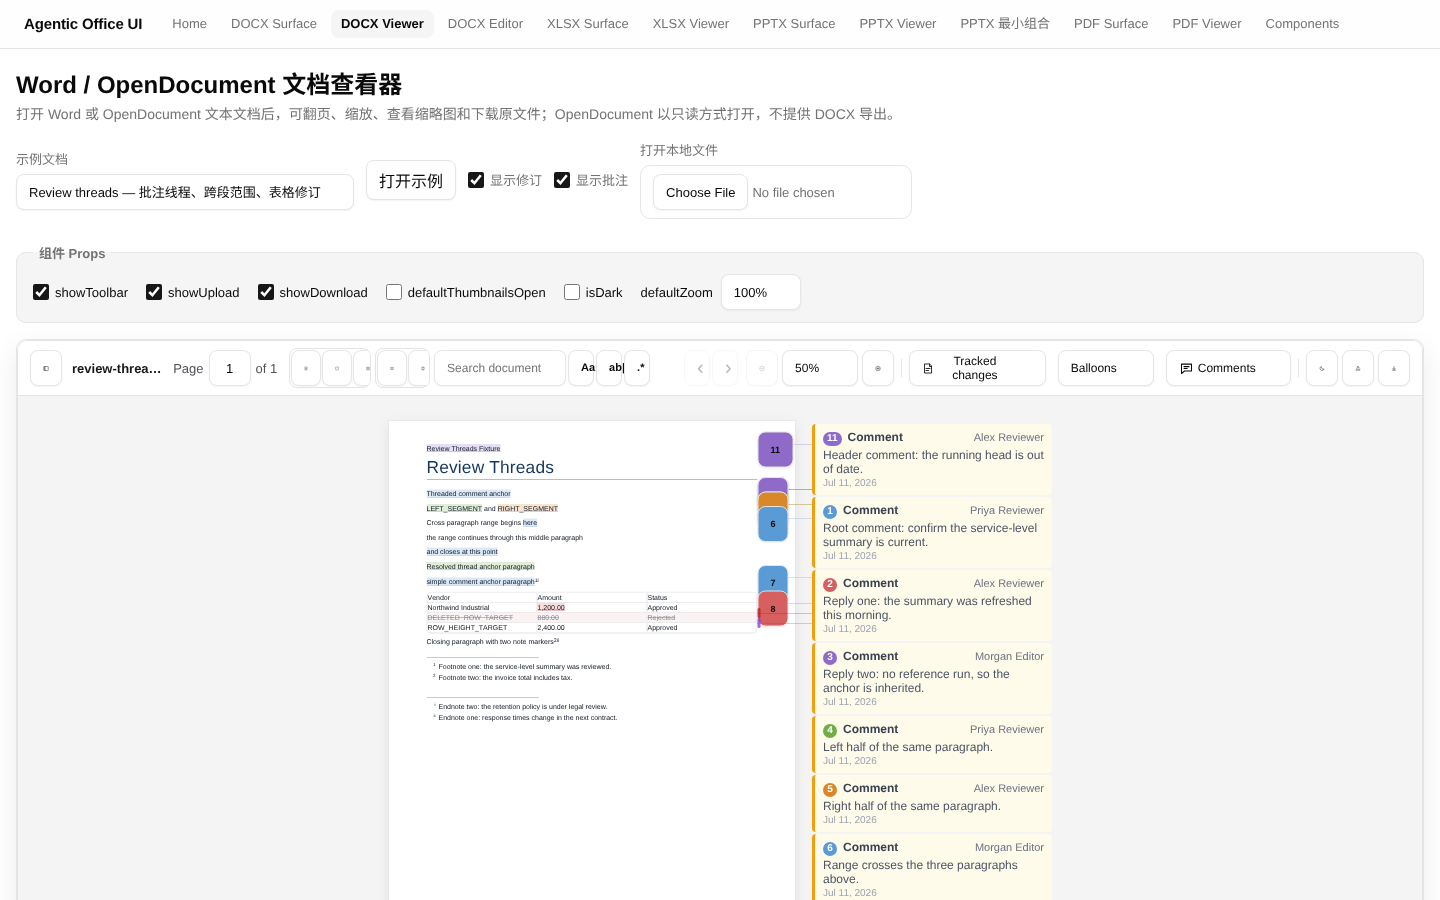 Agentic Office UI Home DOCX Surface DOCX Viewer DOCX Editor XLSX Surface XLSX Viewer PPTX Surface PPTX Viewer PPTX 最小组合 PDF Surface PDF Viewer Components
Word / OpenDocument 文档查看器
打开 Word 或 OpenDocument 文本文档后，可翻页、缩放、查看缩略图和下载原文件；OpenDocument 以只读方式打开，不提供 DOCX 导出。
示例文档
Review threads — 批注线程、跨段范围、表格修订
打开示例
显示修订
显示批注
打开本地文件
Choose File No file chosen
组件 Props
showToolbar showUpload showDownload defaultThumbnailsOpen isDark defaultZoom 100%
review-threa... Page 1 of 1 Search document Aa ab| .* 50% Tracked changes Balloons Comments
Review Threads Fixture
Review Threads
Threaded comment anchor
LEFT_SEGMENT and RIGHT_SEGMENT
Cross paragraph range begins here
the range continues through this middle paragraph
and closes at this point
Resolved thread anchor paragraph
simple comment anchor paragraph
Vendor Amount Status
Northwind Industrial 1,200.00 Approved
DELETED_ROW_TARGET 880.00 Rejected
ROW_HEIGHT_TARGET 2,400.00 Approved
Closing paragraph with two note markers
1 Footnote one: the service-level summary was reviewed.
2 Footnote two: the invoice total includes tax.
Endnote two: the retention policy is under legal review.
Endnote one: response times change in the next contract.
11
6
7
8
11 Comment Alex Reviewer
Header comment: the running head is out
of date.
Jul 11, 2026
1 Comment Priya Reviewer
Root comment: confirm the service-level
summary is current.
Jul 11, 2026
2 Comment Alex Reviewer
Reply one: the summary was refreshed
this morning.
Jul 11, 2026
3 Comment Morgan Editor
Reply two: no reference run, so the
anchor is inherited.
Jul 11, 2026
4 Comment Priya Reviewer
Left half of the same paragraph.
Jul 11, 2026
5 Comment Alex Reviewer
Right half of the same paragraph.
Jul 11, 2026
6 Comment Morgan Editor
Range crosses the three paragraphs
above.
Jul 11, 2026